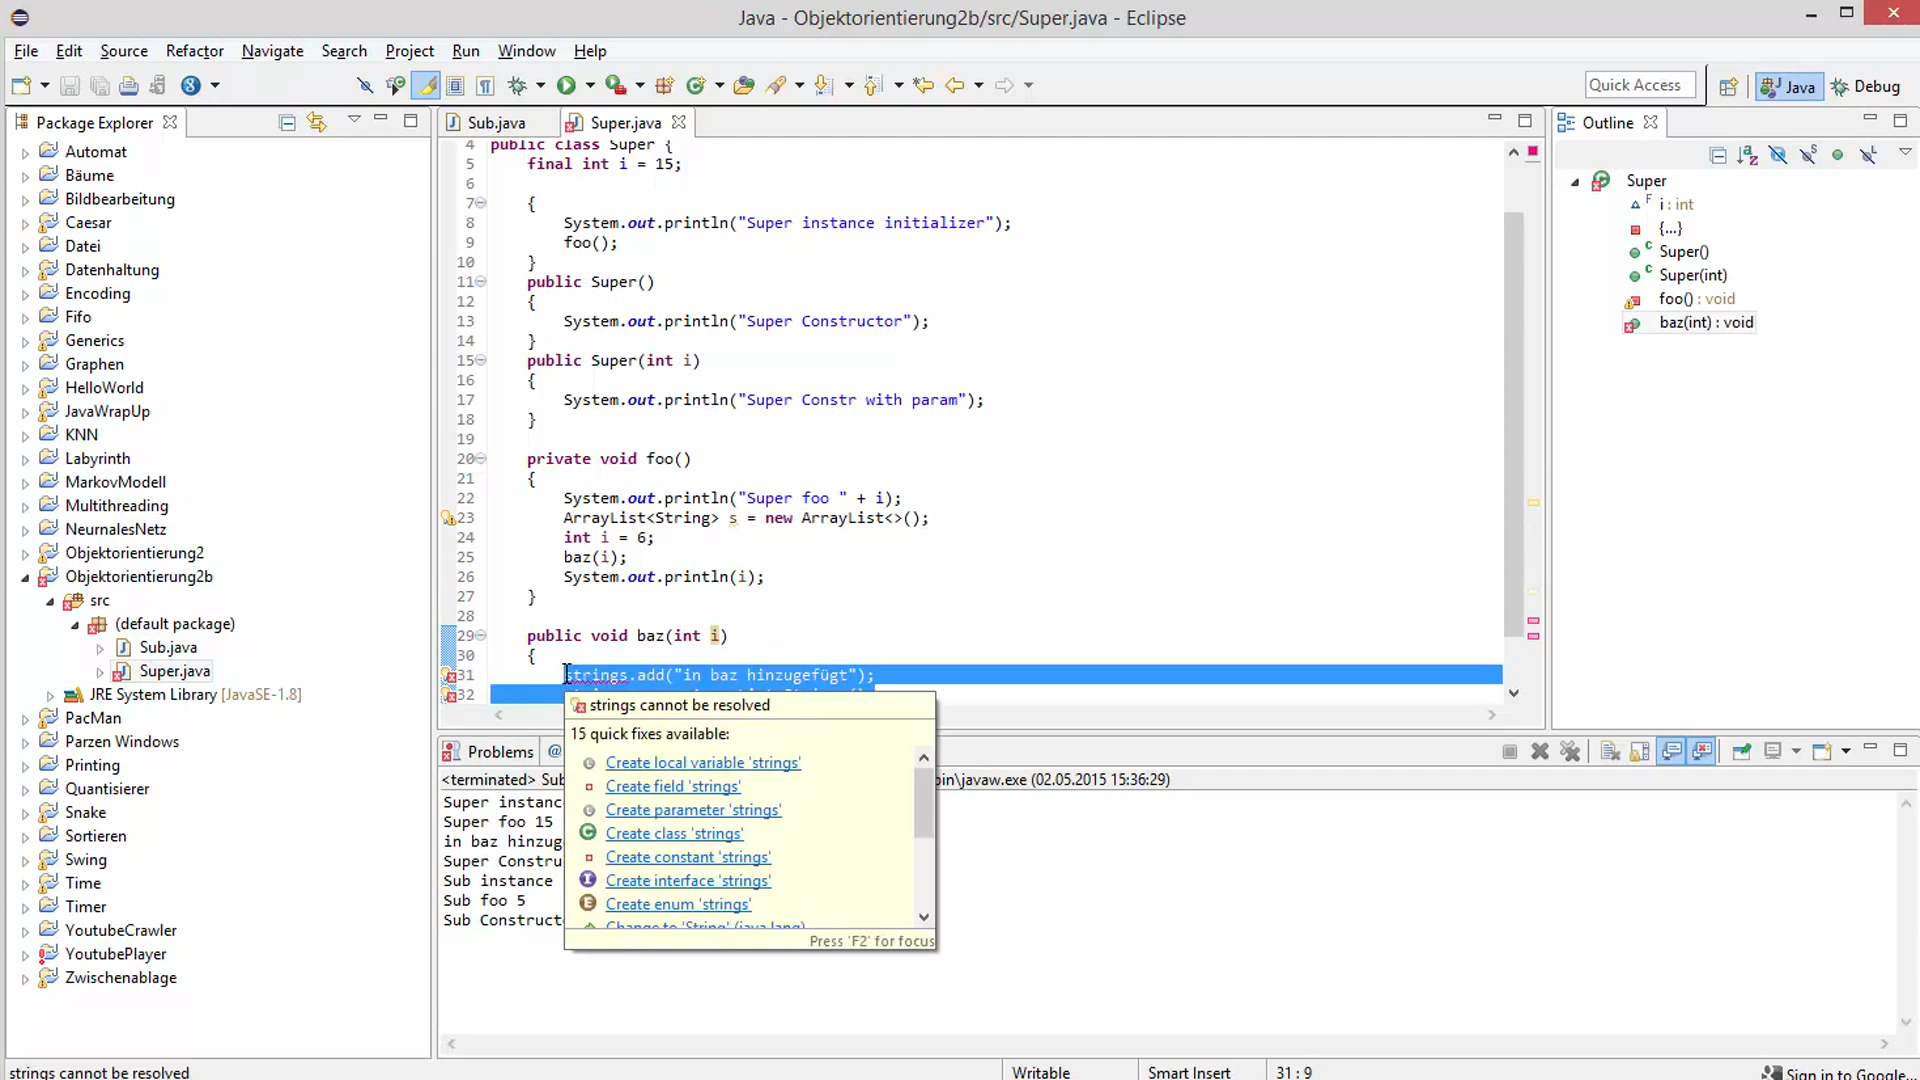 Java - Objektorientierung2b/src/Super.java - Eclipse
File Edit Source Refactor Navigate Search Project Run Window Help
Quick Access
Java
Debug
Package Explorer
Automat
Bäume
Bildbearbeitung
Caesar
Datei
Datenhaltung
Encoding
Fifo
Generics
Graphen
HelloWorld
JavaWrapUp
KNN
Labyrinth
MarkovModell
Multithreading
NeurnalesNetz
Objektorientierung2
Objektorientierung2b
src
(default package)
Sub.java
Super.java
JRE System Library [JavaSE-1.8]
PacMan
Parzen Windows
Printing
Quantisierer
Snake
Sortieren
Swing
Time
Timer
YoutubeCrawler
YoutubePlayer
Zwischenablage
Sub.java
Super.java
4 public class Super {
5 final int i = 15;
6
7 {
8 System.out.println("Super instance initializer");
9 foo();
10 }
11 public Super()
12 {
13 System.out.println("Super Constructor");
14 }
15 public Super(int i)
16 {
17 System.out.println("Super Constr with param");
18 }
19
20 private void foo()
21 {
22 System.out.println("Super foo " + i);
23 ArrayList<String> s = new ArrayList<>();
24 int i = 6;
25 baz(i);
26 System.out.println(i);
27 }
28
29 public void baz(int i)
30 {
31 strings.add("in baz hinzugefügt");
32
strings cannot be resolved
15 quick fixes available:
Create local variable 'strings'
Create field 'strings'
Create parameter 'strings'
Create class 'strings'
Create constant 'strings'
Create interface 'strings'
Create enum 'strings'
Change to 'String' (java.lang)
Press 'F2' for focus
Outline
Super
i : int
{...}
Super()
Super(int)
foo() : void
baz(int) : void
Problems @
<terminated> Sub
bin\javaw.exe (02.05.2015 15:36:29)
Super instanc
Super foo 15
in baz hinzug
Super Constru
Sub instance
Sub foo 5
Sub Construct
strings cannot be resolved
Writable
Smart Insert
31 : 9
Sign in to Google...